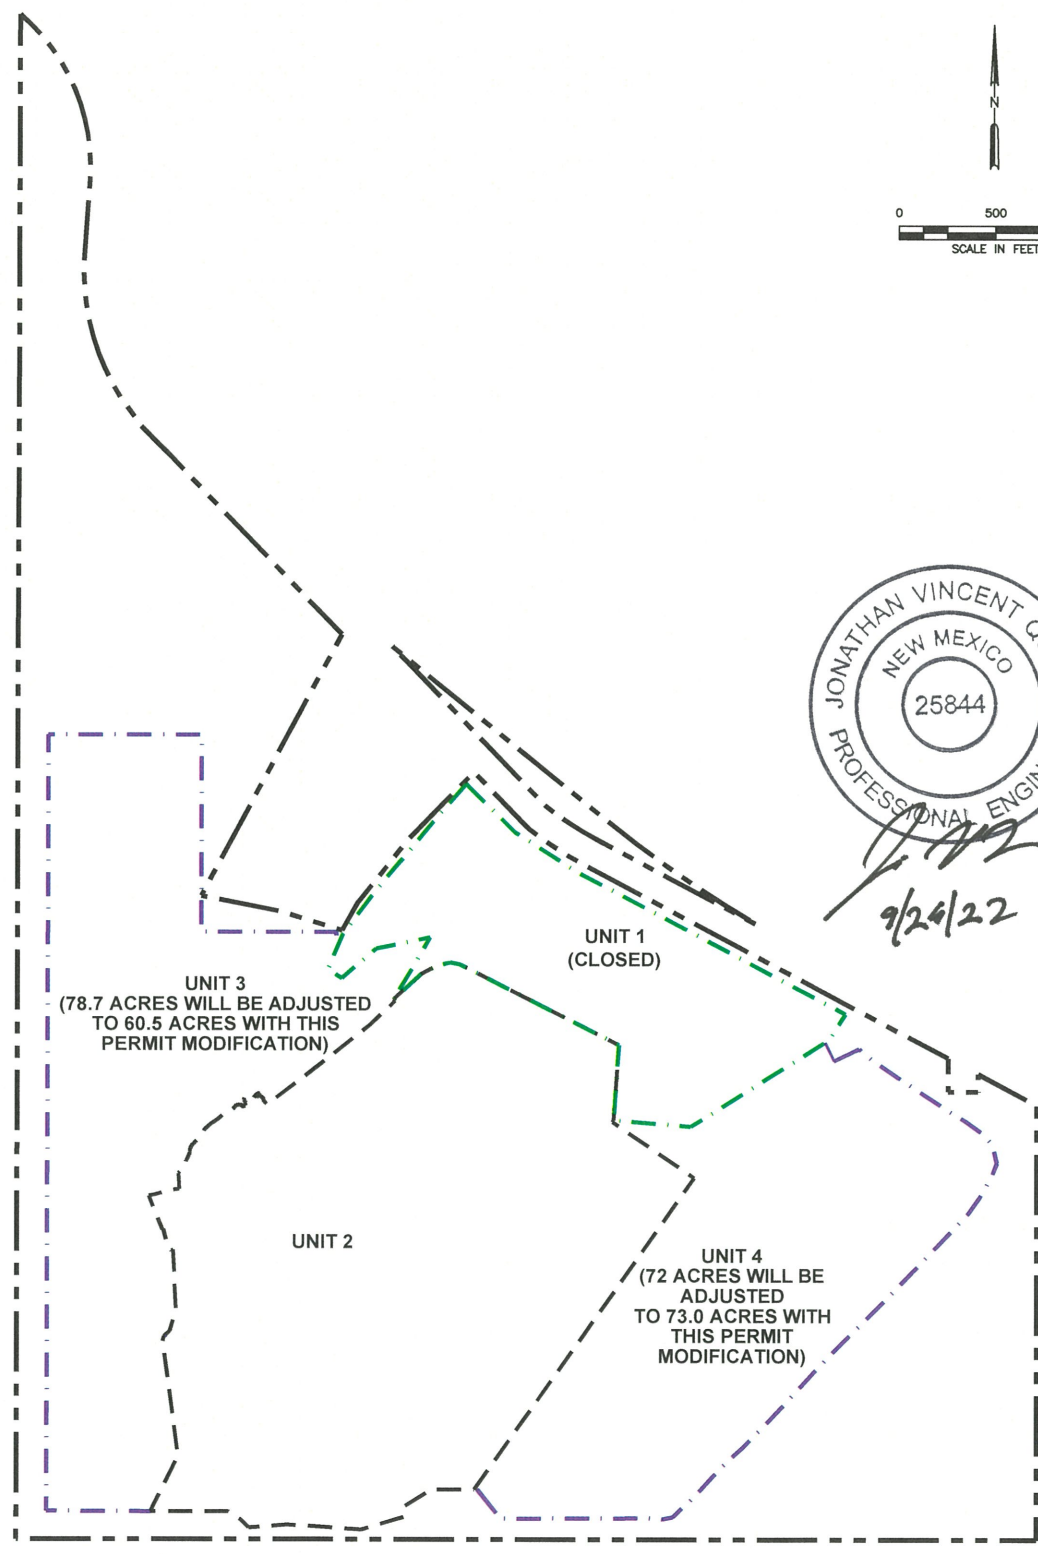 N
0 500
SCALE IN FEET
JONATHAN VINCENT
NEW MEXICO
25844
PROFESSIONAL
9/29/22
UNIT 1
(CLOSED)
UNIT 3
(78.7 ACRES WILL BE ADJUSTED
TO 60.5 ACRES WITH THIS
PERMIT MODIFICATION)
UNIT 2
UNIT 4
(72 ACRES WILL BE
ADJUSTED
TO 73.0 ACRES WITH
THIS PERMIT
MODIFICATION)